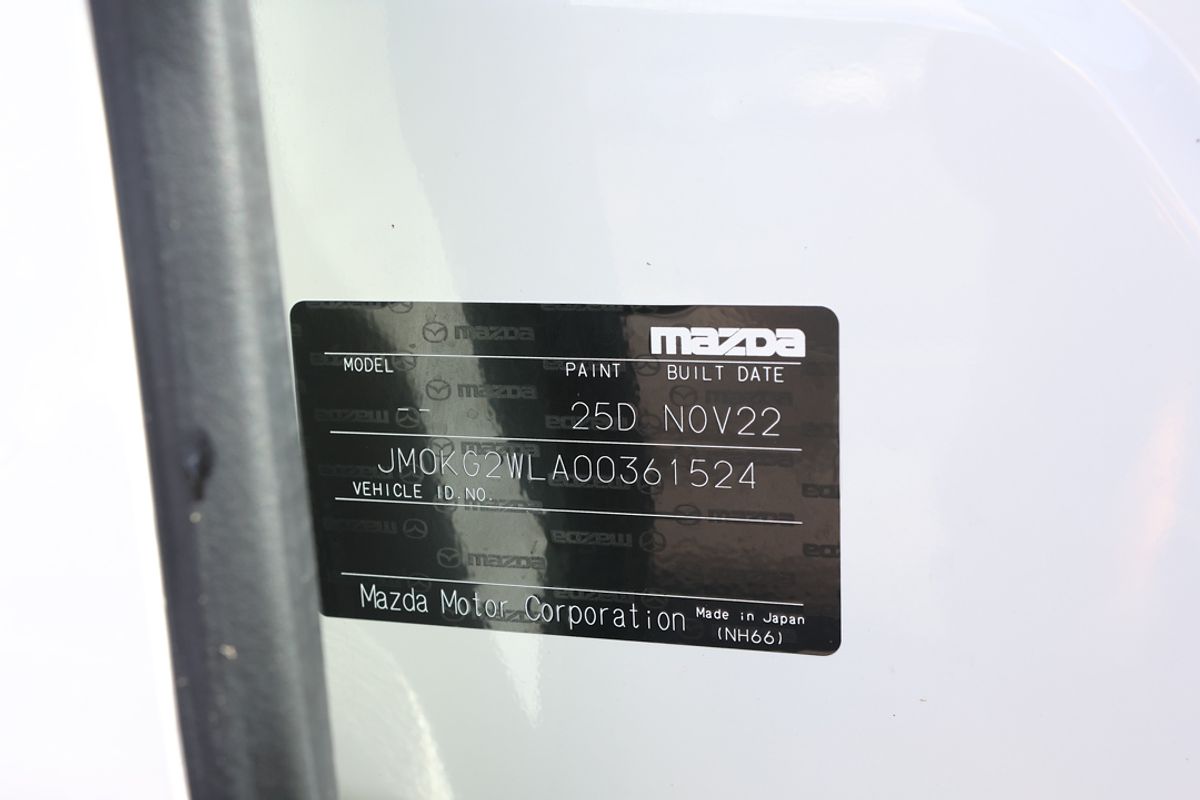 mazda
MODEL PAINT BUILT DATE
-- 25D NOV22
JM0KG2WLA00361524
VEHICLE ID.NO.
Mazda Motor Corporation Made in Japan
(NH66)